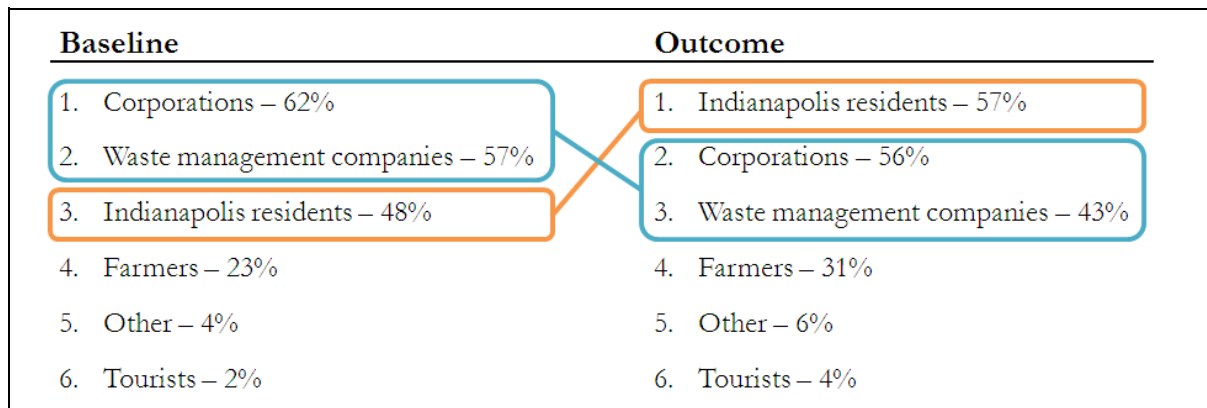 Baseline Outcome
1. Corporations – 62%
2. Waste management companies – 57%
3. Indianapolis residents – 48%
4. Farmers – 23%
5. Other – 4%
6. Tourists – 2%
1. Indianapolis residents – 57%
2. Corporations – 56%
3. Waste management companies – 43%
4. Farmers – 31%
5. Other – 6%
6. Tourists – 4%